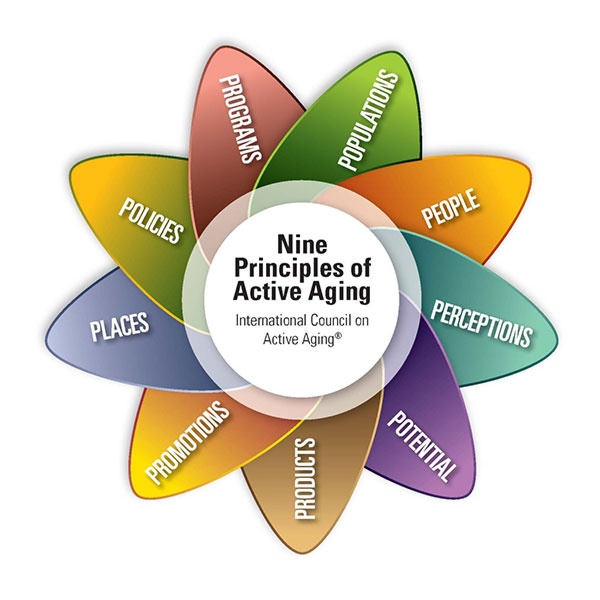 Nine
Principles of
Active Aging
International Council on
Active Aging®
POPULATIONS
PEOPLE
PERCEPTIONS
POTENTIAL
PRODUCTS
PROMOTIONS
PLACES
POLICIES
PROGRAMS